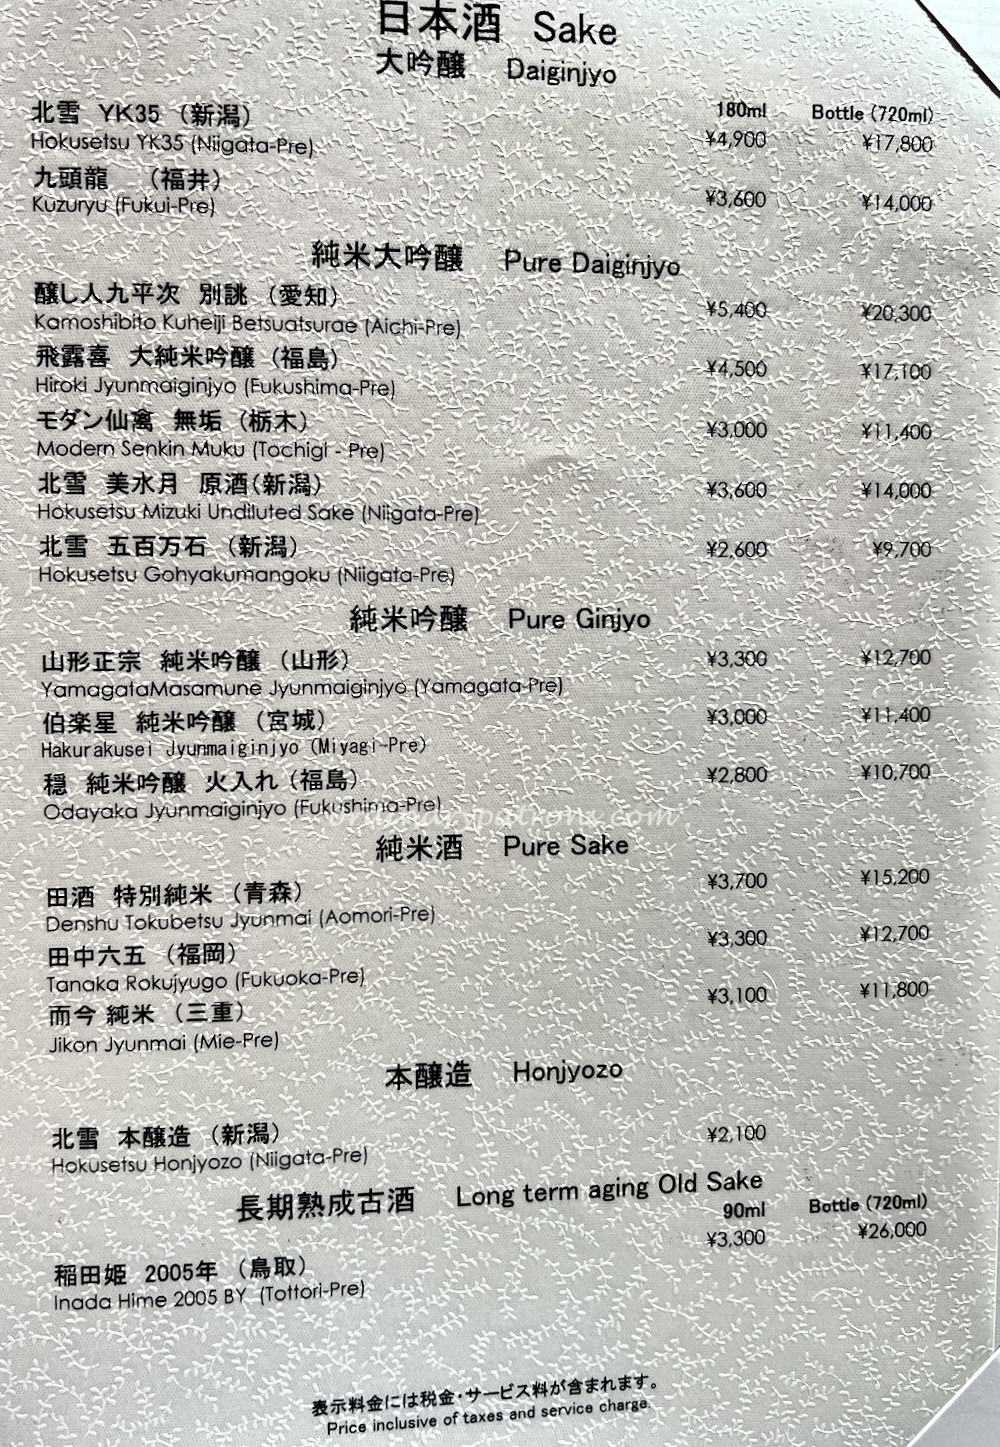 日本酒 Sake
大吟醸 Daiginjyo
180ml Bottle (720ml)
北雪 YK35 (新潟)
Hokusetsu YK35 (Niigata-Pre) ¥4,900 ¥17,800
九頭龍 (福井)
Kuzuryu (Fukui-Pre) ¥3,600 ¥14,000
純米大吟醸 Pure Daiginjyo
醸し人九平次 別誂 (愛知)
Kamoshibito Kuheiji Betsuatsurae (Aichi-Pre) ¥5,400 ¥20,300
飛露喜 大純米吟醸 (福島)
Hiroki Jyunmaiginjyo (Fukushima-Pre) ¥4,500 ¥17,100
モダン仙禽 無垢 (栃木)
Modern Senkin Muku (Tochigi - Pre) ¥3,000 ¥11,400
北雪 美水月 原酒(新潟)
Hokusetsu Mizuki Undiluted Sake (Niigata-Pre) ¥3,600 ¥14,000
北雪 五百万石 (新潟)
Hokusetsu Gohyakumangoku (Niigata-Pre) ¥2,600 ¥9,700
純米吟醸 Pure Ginjyo
山形正宗 純米吟醸 (山形) ¥3,300 ¥12,700
YamagataMasamune Jyunmaiginjyo (Yamagata-Pre)
伯楽星 純米吟醸 (宮城) ¥3,000 ¥11,400
Hakurakusei Jyunmaiginjyo (Miyagi-Pre)
穏 純米吟醸 火入れ (福島) ¥2,800 ¥10,700
Odayaka Jyunmaiginjyo (Fukushima-Pre)
純米酒 Pure Sake
田酒 特別純米 (青森) ¥3,700 ¥15,200
Denshu Tokubetsu Jyunmai (Aomori-Pre)
田中六五 (福岡) ¥3,300 ¥12,700
Tanaka Rokujyugo (Fukuoka-Pre)
而今 純米 (三重) ¥3,100 ¥11,800
Jikon Jyunmai (Mie-Pre)
本醸造 Honjyozo
北雪 本醸造 (新潟) ¥2,100
Hokusetsu Honjyozo (Niigata-Pre)
長期熟成古酒 Long term aging Old Sake
90ml Bottle (720ml)
¥3,300 ¥26,000
稲田姫 2005年 (鳥取)
Inada Hime 2005 BY (Tottori-Pre)
表示料金には税金・サービス料が含まれます。
Price inclusive of taxes and service charge.